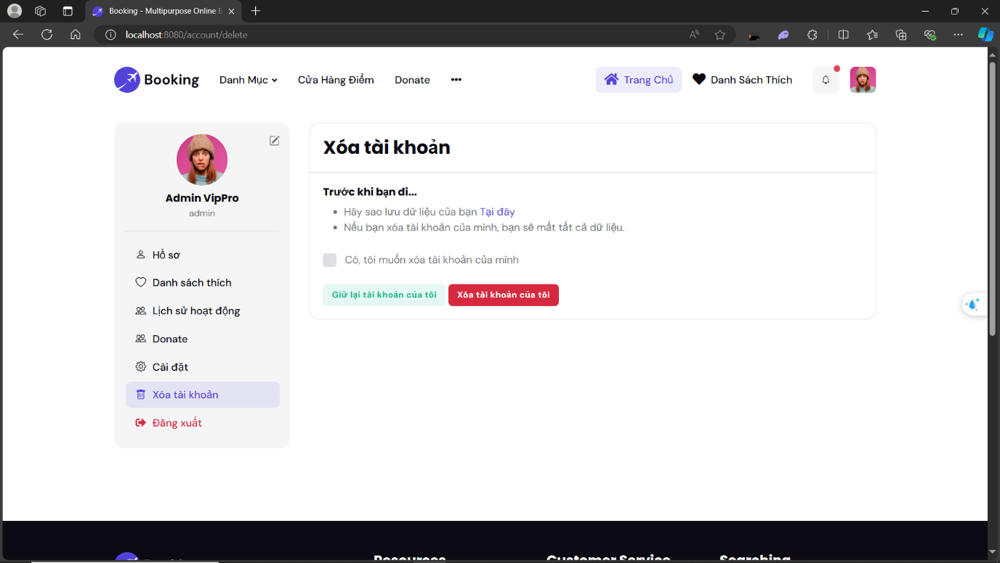 Booking - Multipurpose Online B
localhost:8080/account/delete
Booking
Danh Mục
Cửa Hàng Điểm
Donate
•••
Trang Chủ
Danh Sách Thích
Admin VipPro
admin
Hồ sơ
Danh sách thích
Lịch sử hoạt động
Donate
Cài đặt
Xóa tài khoản
Đăng xuất
Xóa tài khoản
Trước khi bạn đi...
• Hãy sao lưu dữ liệu của bạn Tại đây
• Nếu bạn xóa tài khoản của mình, bạn sẽ mất tất cả dữ liệu.
Có, tôi muốn xóa tài khoản của mình
Giữ lại tài khoản của tôi
Xóa tài khoản của tôi
Resources
Customer Service
Searching